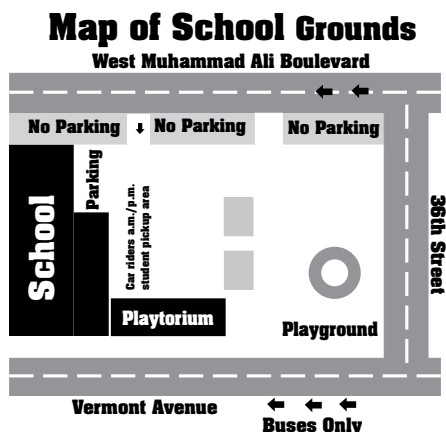 Map of School Grounds
West Muhammad Ali Boulevard
No Parking
No Parking
No Parking
School
Parking
Car riders a.m./p.m.
student pickup area
36th Street
Playtorium
Playground
Vermont Avenue
Buses Only